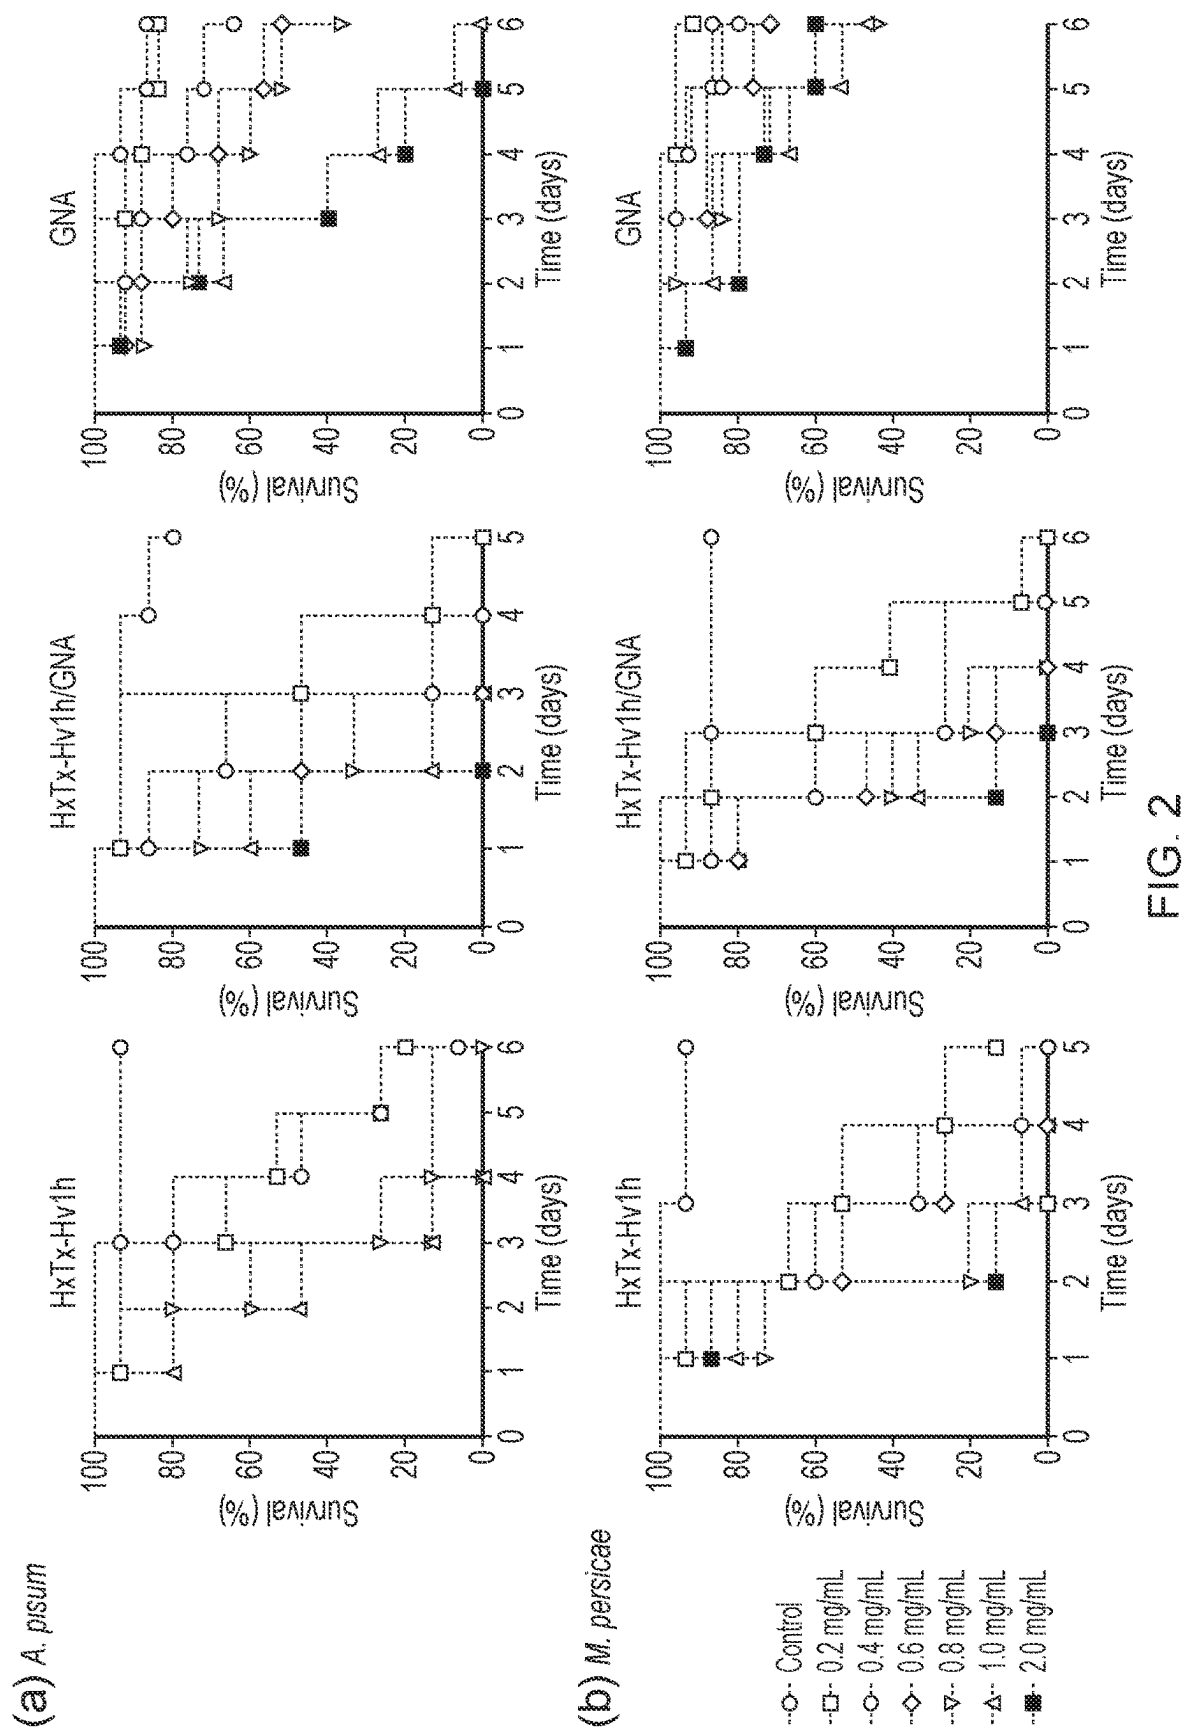 (a) A. pisum
HxTx-Hv1h
Survival (%)
100
80
60
40
20
0
0 1 2 3 4 5 6
Time (days)
HxTx-Hv1h/GNA
Survival (%)
100
80
60
40
20
0
0 1 2 3 4 5
Time (days)
GNA
Survival (%)
100
80
60
40
20
0
0 1 2 3 4 5 6
Time (days)
(b) M. persicae
HxTx-Hv1h
Survival (%)
100
80
60
40
20
0
0 1 2 3 4 5
Time (days)
HxTx-Hv1h/GNA
Survival (%)
100
80
60
40
20
0
0 1 2 3 4 5 6
Time (days)
GNA
Survival (%)
100
80
60
40
20
0
0 1 2 3 4 5 6
Time (days)
Control
0.2 mg/mL
0.4 mg/mL
0.6 mg/mL
0.8 mg/mL
1.0 mg/mL
2.0 mg/mL
FIG. 2